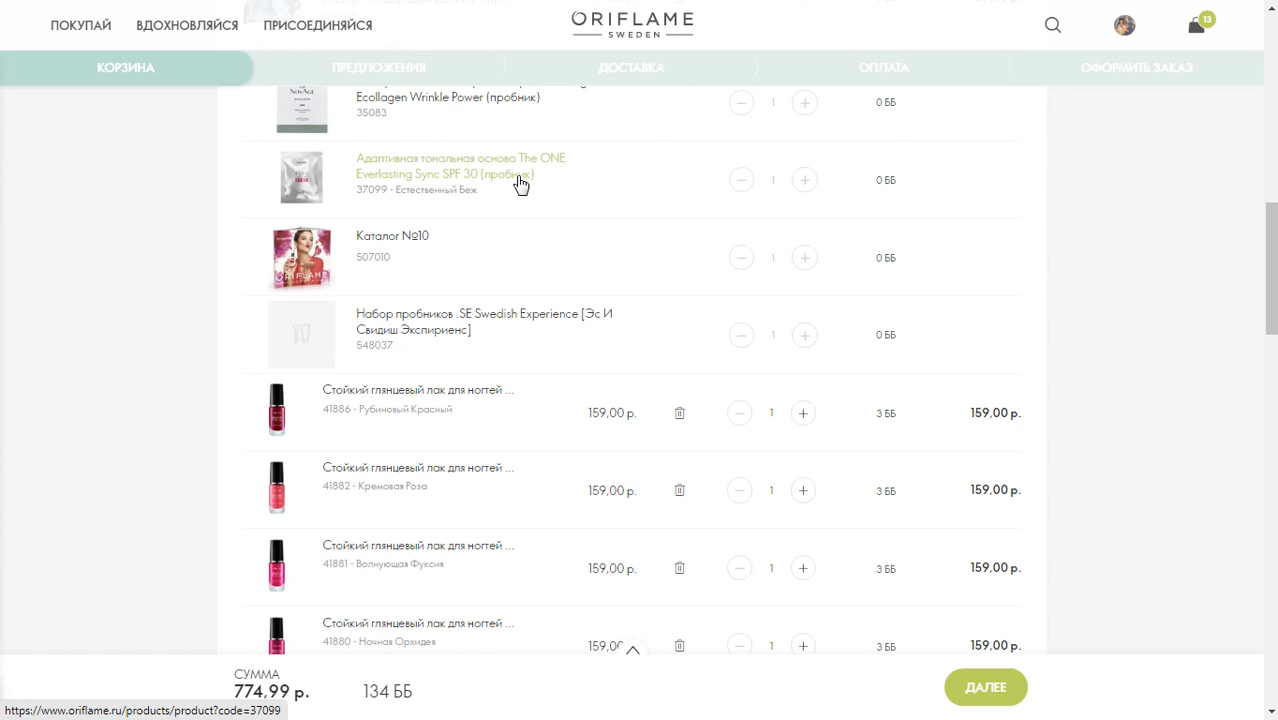 ПОКУПАЙ ВДОХНОВЛЯЙСЯ ПРИСОЕДИНЯЙСЯ
ORIFLAME
SWEDEN
13
КОРЗИНА ПРЕДЛОЖЕНИЯ ДОСТАВКА ОПЛАТА ОФОРМИТЬ ЗАКАЗ
NOVAGE
Ecollagen Wrinkle Power (пробник)
35083
1 0 ББ
Адаптивная тональная основа The ONE
Everlasting Sync SPF 30 (пробник)
37099 - Естественный Беж
1 0 ББ
Каталог №10
507010
ORIFLAME
1 0 ББ
Набор пробников .SE Swedish Experience [Эс И
Свидиш Экспириенс]
548037
1 0 ББ
Стойкий глянцевый лак для ногтей ...
41886 - Рубиновый Красный
159,00 р. 1 3 ББ 159,00 р.
Стойкий глянцевый лак для ногтей ...
41882 - Кремовая Роза
159,00 р. 1 3 ББ 159,00 р.
Стойкий глянцевый лак для ногтей ...
41881 - Волнующая Фуксия
159,00 р. 1 3 ББ 159,00 р.
Стойкий глянцевый лак для ногтей ...
41880 - Ночная Орхидея
159,00 1 3 ББ 159,00 р.
СУММА
774,99 р. 134 ББ
ДАЛЕЕ
https://www.oriflame.ru/products/product?code=37099